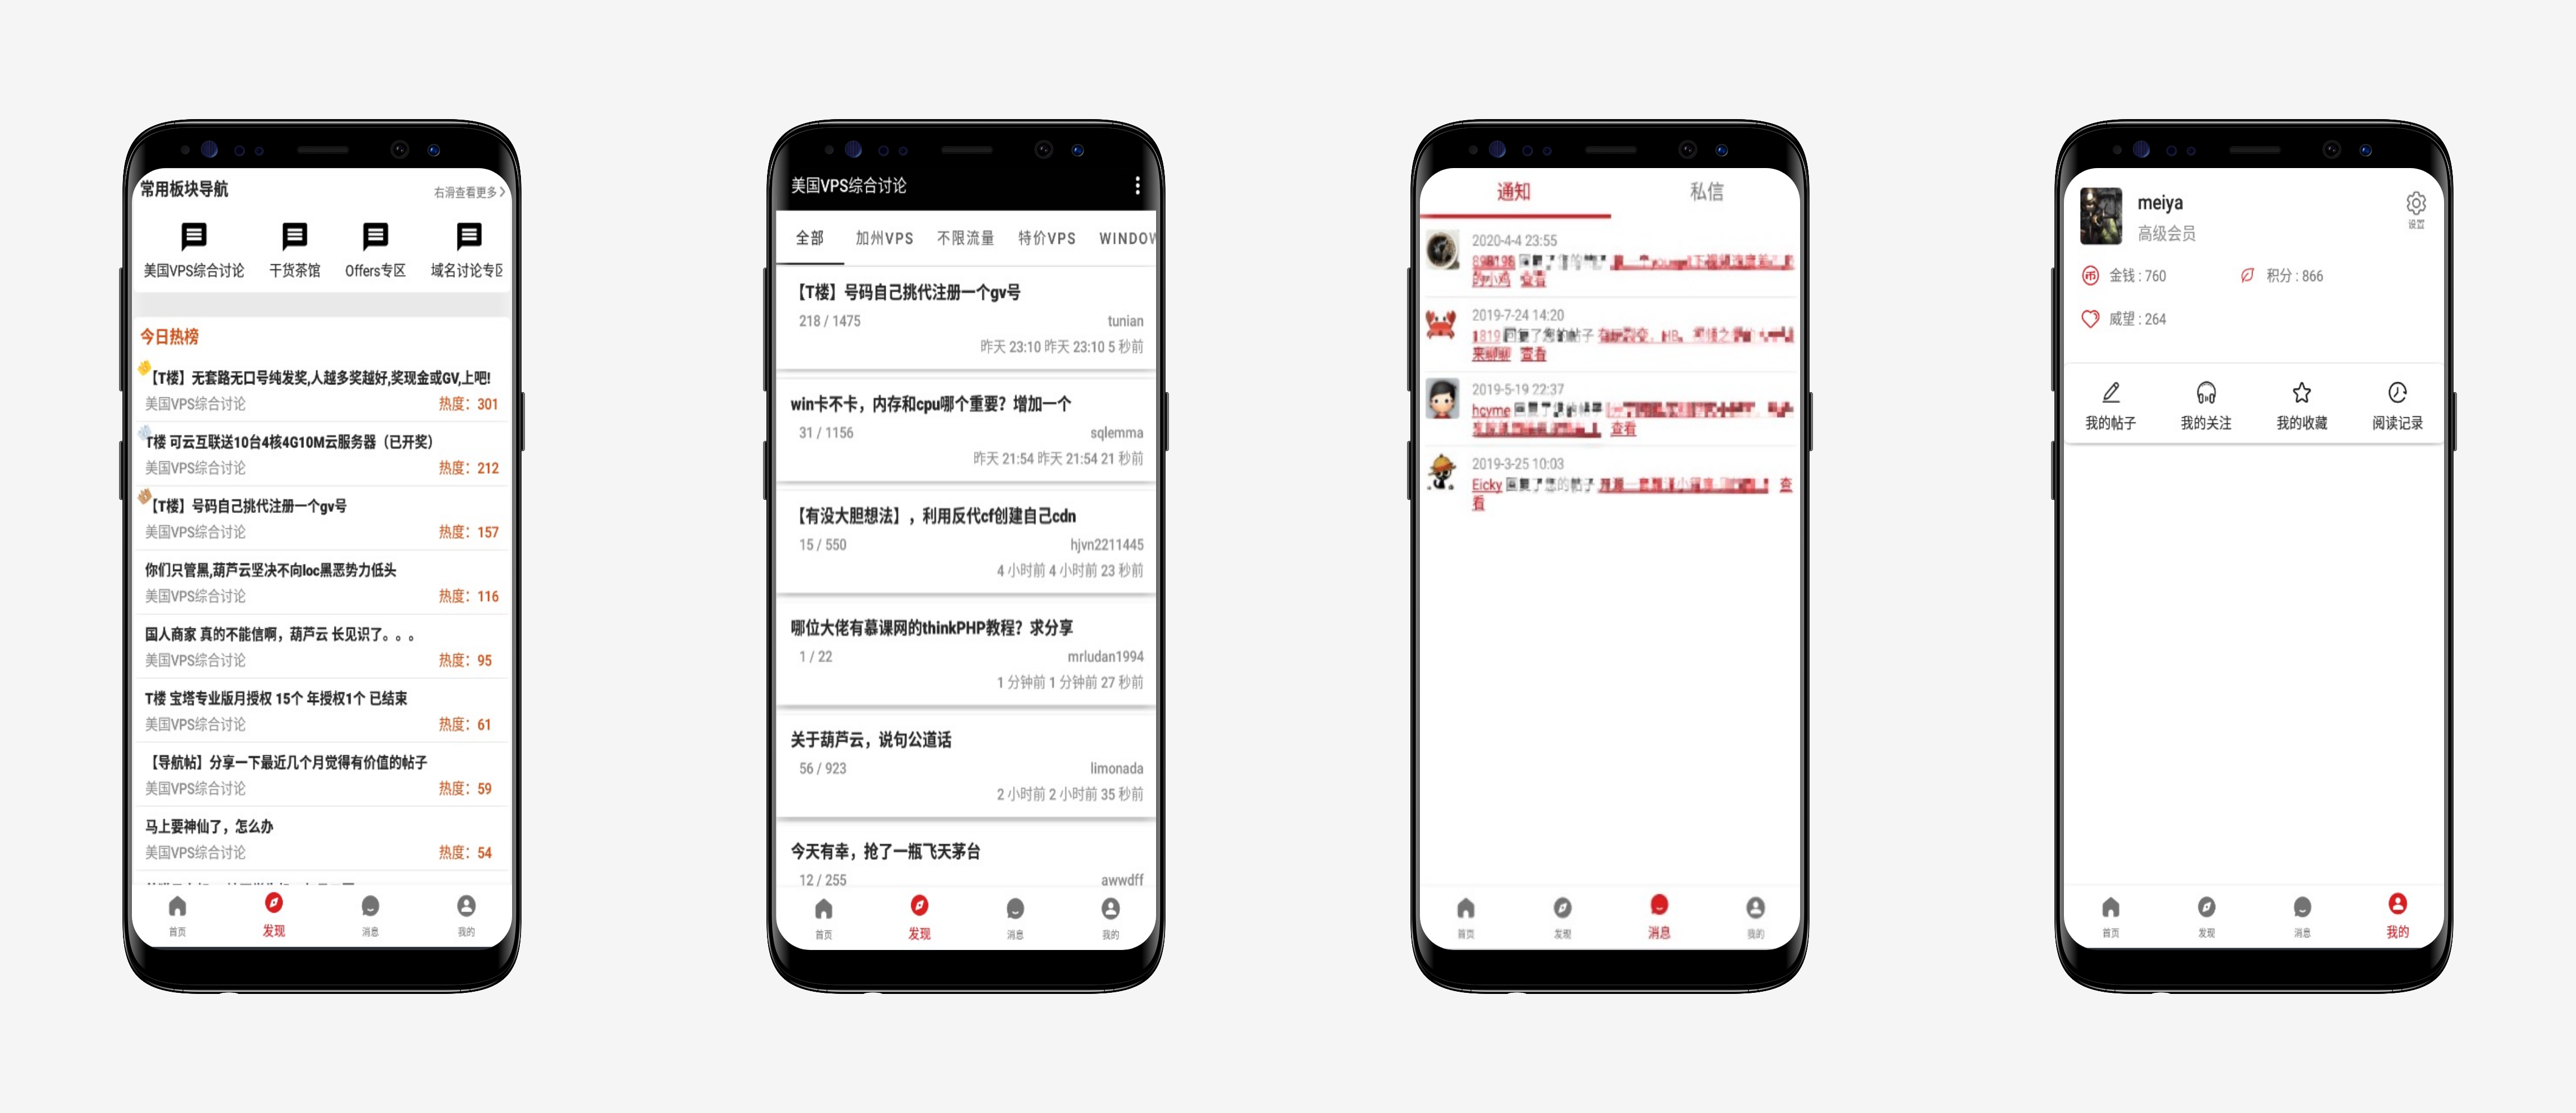 常用板块导航
右滑查看更多
美国VPS综合讨论
干货茶馆
Offers专区
域名讨论专区
今日热榜
【T楼】无套路无口号纯发奖,人越多奖越好,奖现金或GV,上吧!
美国VPS综合讨论
热度：301
T楼 可云互联送10台4核4G10M云服务器（已开奖）
美国VPS综合讨论
热度：212
【T楼】号码自己挑代注册一个gv号
美国VPS综合讨论
热度：157
你们只管黑,葫芦云坚决不向loc黑恶势力低头
美国VPS综合讨论
热度：116
国人商家 真的不能信啊，葫芦云 长见识了。。。
美国VPS综合讨论
热度：95
T楼 宝塔专业版月授权 15个 年授权1个 已结束
美国VPS综合讨论
热度：61
【导航帖】分享一下最近几个月觉得有价值的帖子
美国VPS综合讨论
热度：59
马上要神仙了，怎么办
美国VPS综合讨论
热度：54
首页
发现
消息
我的
美国VPS综合讨论
全部
加州VPS
不限流量
特价VPS
WINDOW
【T楼】号码自己挑代注册一个gv号
218 / 1475
tunian
昨天 23:10 昨天 23:10 5 秒前
win卡不卡，内存和cpu哪个重要？增加一个
31 / 1156
sqlemma
昨天 21:54 昨天 21:54 21 秒前
【有没大胆想法】，利用反代cf创建自己cdn
15 / 550
hjvn2211445
4 小时前 4 小时前 23 秒前
哪位大佬有慕课网的thinkPHP教程？求分享
1 / 22
mrludan1994
1 分钟前 1 分钟前 27 秒前
关于葫芦云，说句公道话
56 / 923
limonada
2 小时前 2 小时前 35 秒前
今天有幸，抢了一瓶飞天茅台
12 / 255
awwdff
首页
发现
消息
我的
通知
私信
2020-4-4 23:55
898198
的小鸡 查看
2019-7-24 14:20
1819 回复了您的帖子
来聊聊 查看
2019-5-19 22:37
hcyme
查看
2019-3-25 10:03
Eicky 回复了您的帖子
查
看
首页
发现
消息
我的
meiya
高级会员
设置
金钱 : 760
积分 : 866
威望 : 264
我的帖子
我的关注
我的收藏
阅读记录
首页
发现
消息
我的